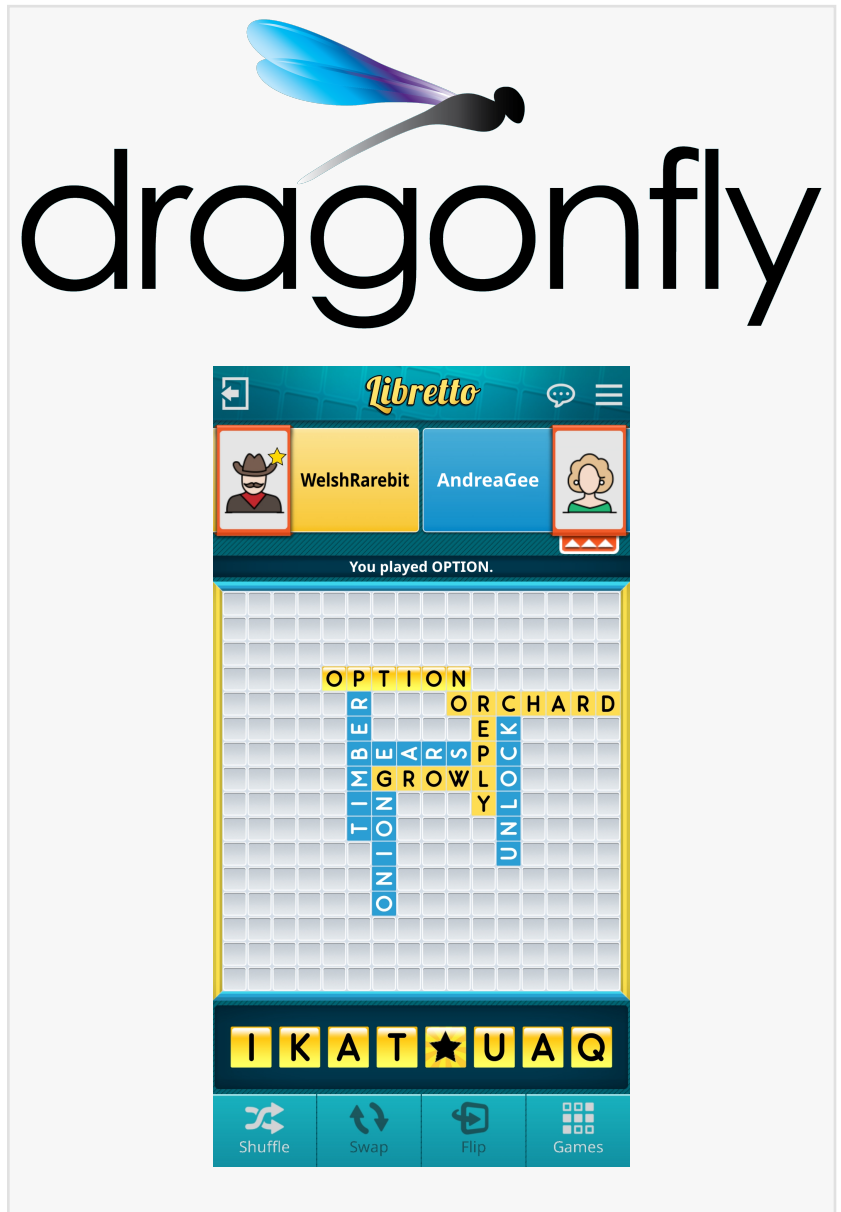 dragonfly
Libretto
WelshRarebit
AndreaGee
You played OPTION.
OPTION
ORCHARD
TIMBER
BEARS
REPLY
UNLOCK
GROWL
ONION
IKAT★UAQ
Shuffle
Swap
Flip
Games